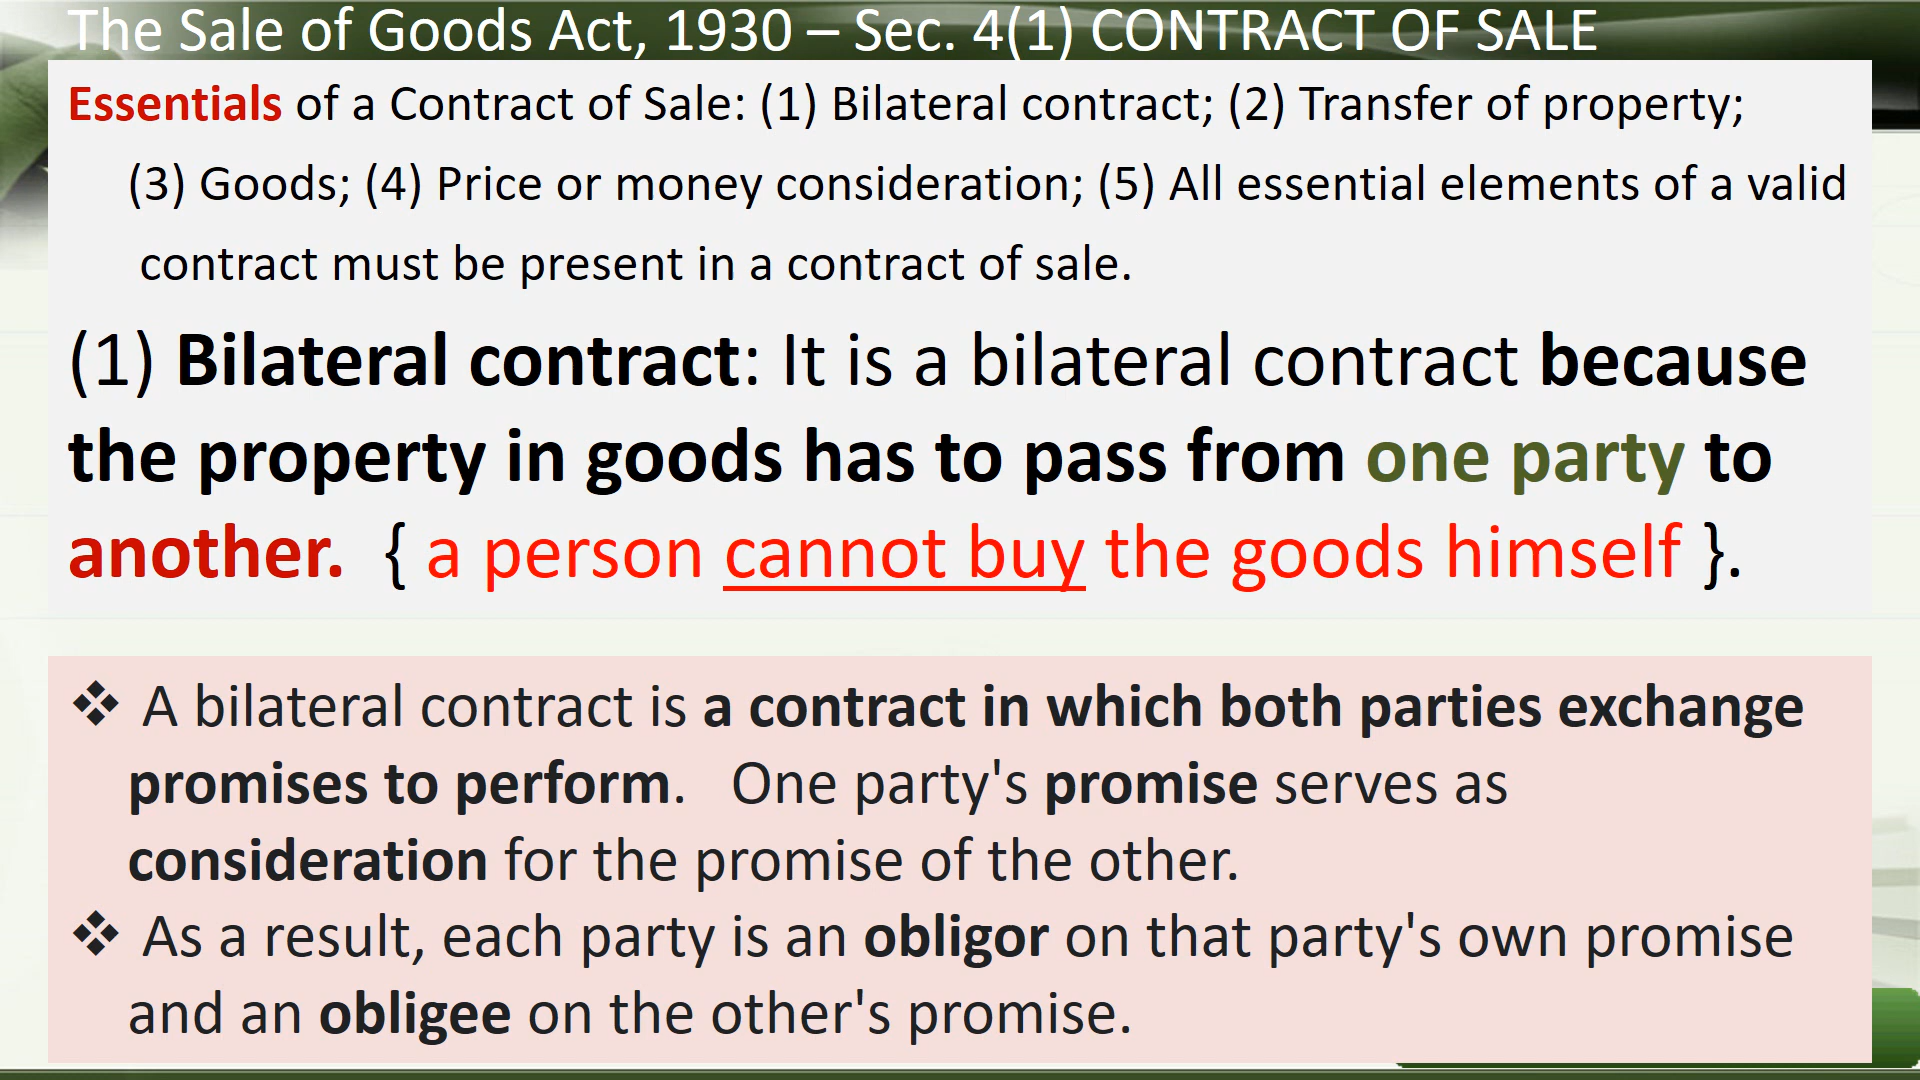 The Sale of Goods Act, 1930 – Sec. 4(1) CONTRACT OF SALE
Essentials of a Contract of Sale: (1) Bilateral contract; (2) Transfer of property;
(3) Goods; (4) Price or money consideration; (5) All essential elements of a valid
contract must be present in a contract of sale.
(1) Bilateral contract: It is a bilateral contract because
the property in goods has to pass from one party to
another. { a person cannot buy the goods himself }.
❖ A bilateral contract is a contract in which both parties exchange
promises to perform. One party's promise serves as
consideration for the promise of the other.
❖ As a result, each party is an obligor on that party's own promise
and an obligee on the other's promise.